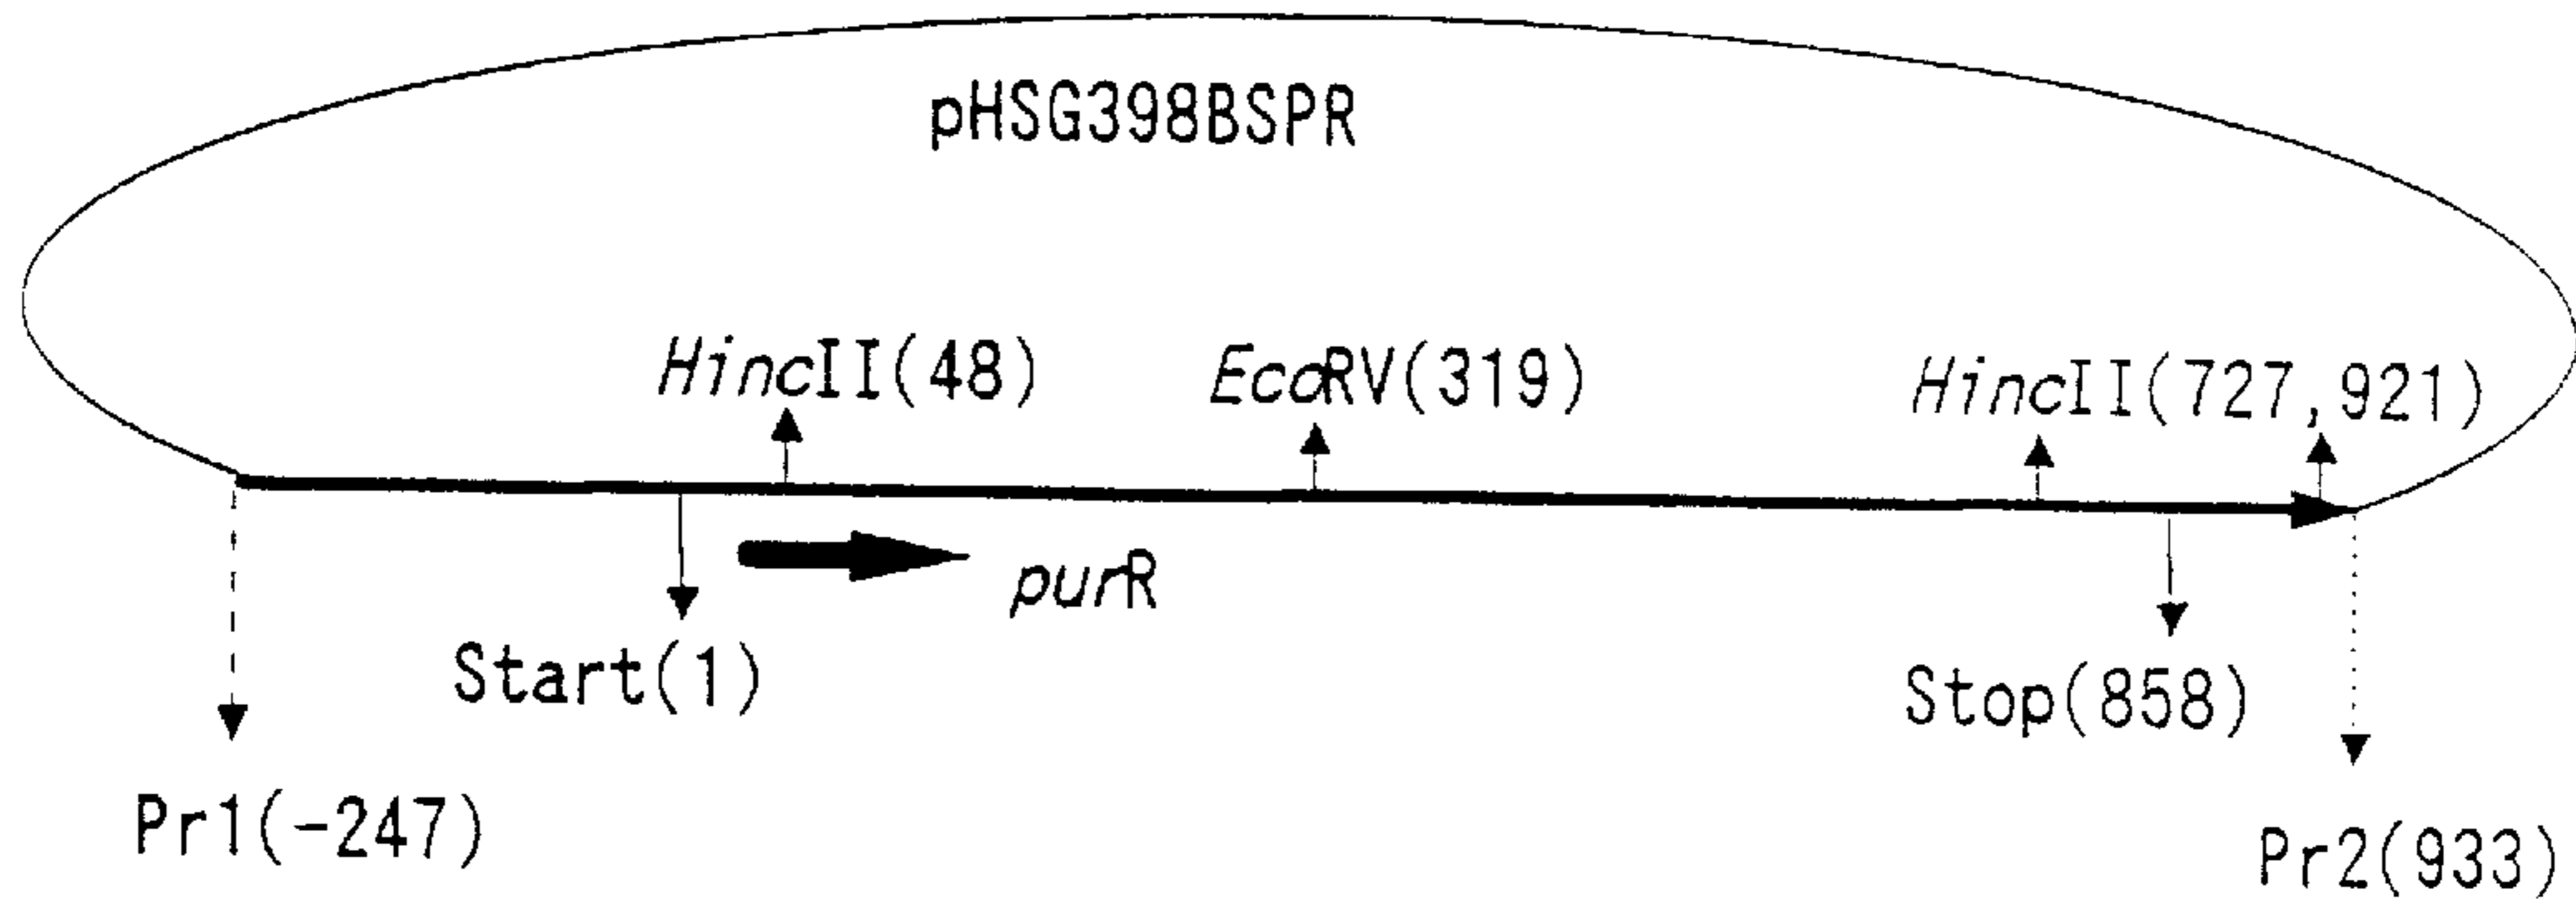 pHSG398BSPR
HincII(48)
EcoRV(319)
HincII(727,921)
purR
Start(1)
Stop(858)
Pr1(-247)
Pr2(933)